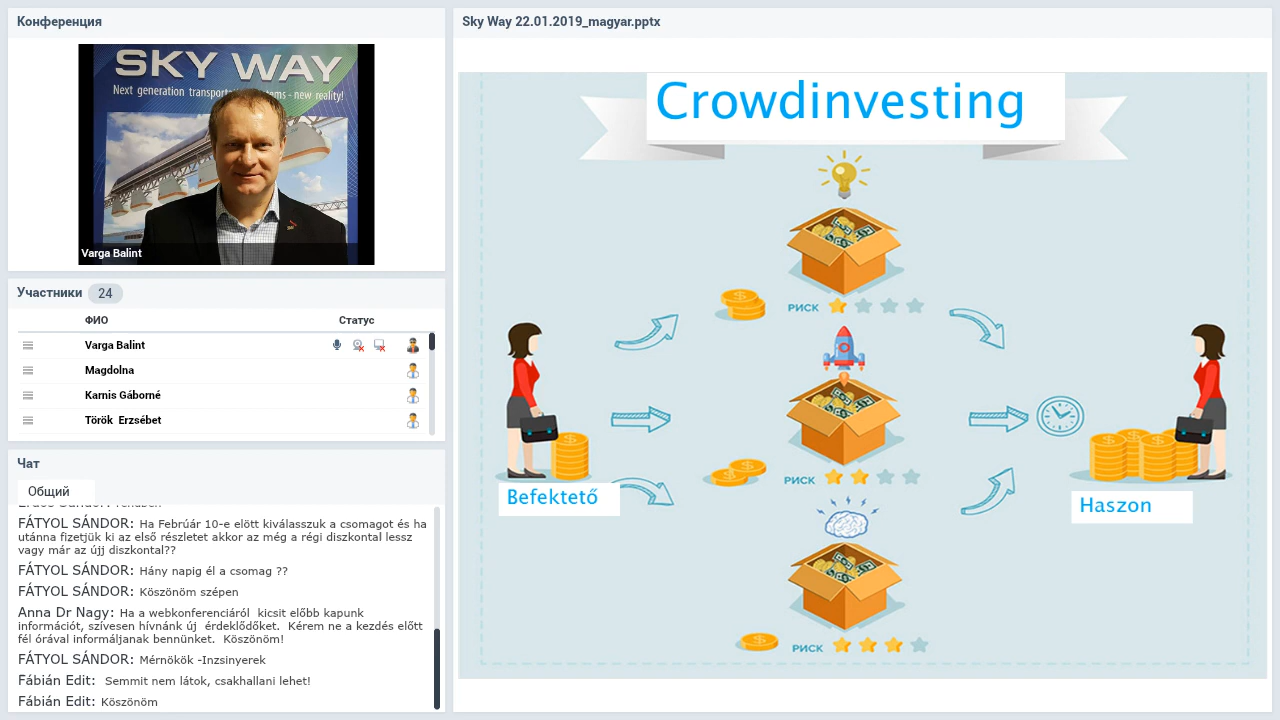 Конференция
SKY WAY
Next generation transportation systems - new reality!
Varga Balint
Участники 24
ФИО Статус
Varga Balint
Magdolna
Karnis Gáborné
Török Erzsébet
Чат
Общий
FÁTYOL SÁNDOR: Ha Február 10-e elött kiválasszuk a csomagot és ha
utánna fizetjük ki az első részletet akkor az még a régi diszkontal lessz
vagy már az újj diszkontal??
FÁTYOL SÁNDOR: Hány napig él a csomag ??
FÁTYOL SÁNDOR: Köszönöm szépen
Anna Dr Nagy: Ha a webkonferenciáról kicsit előbb kapunk
információt, szívesen hívnánk új érdeklődőket. Kérem ne a kezdés előtt
fél órával informáljanak bennünket. Köszönöm!
FÁTYOL SÁNDOR: Mérnökök -Inzsinyerek
Fábián Edit: Semmit nem látok, csakhallani lehet!
Fábián Edit: Köszönöm
Sky Way 22.01.2019_magyar.pptx
Crowdinvesting
РИСК
РИСК
Befektető
Haszon
РИСК